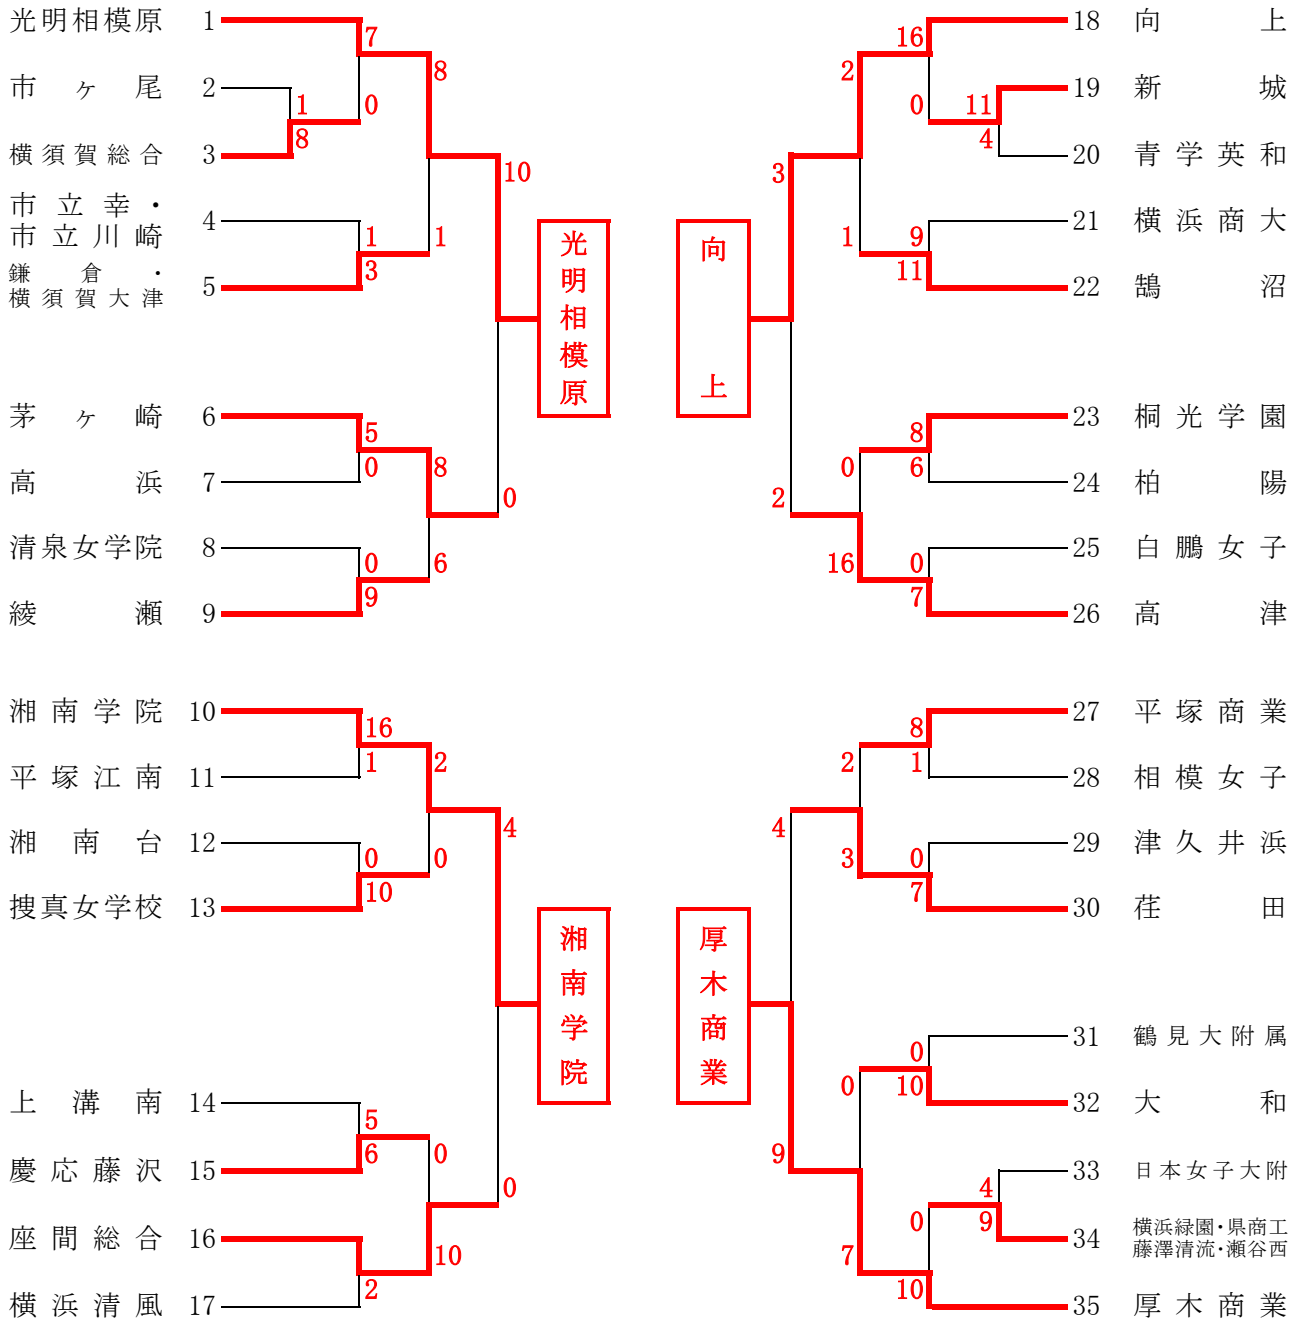 光明相模原 1
市ヶ尾 2
横須賀総合 3
市立幸・
市立川崎 4
鎌倉・
横須賀大津 5
茅ヶ崎 6
高浜 7
清泉女学院 8
綾瀬 9
湘南学院 10
平塚江南 11
湘南台 12
捜真女学校 13
上溝南 14
慶応藤沢 15
座間総合 16
横浜清風 17
7
0
1
8
8
1
1
3
10
5
0
8
0
9
6
0
16
1
2
0
10
0
4
5
6
0
2
10
0
光明相模原
湘南学院
向上
厚木商業
16
0
11
4
2
1
9
11
3
8
6
0
0
7
16
2
8
1
2
0
7
3
4
0
10
0
4
9
0
10
7
9
18 向上
19 新城
20 青学英和
21 横浜商大
22 鵠沼
23 桐光学園
24 柏陽
25 白鵬女子
26 高津
27 平塚商業
28 相模女子
29 津久井浜
30 荏田
31 鶴見大附属
32 大和
33 日本女子大附
34 横浜緑園・県商工
藤澤清流・瀬谷西
35 厚木商業